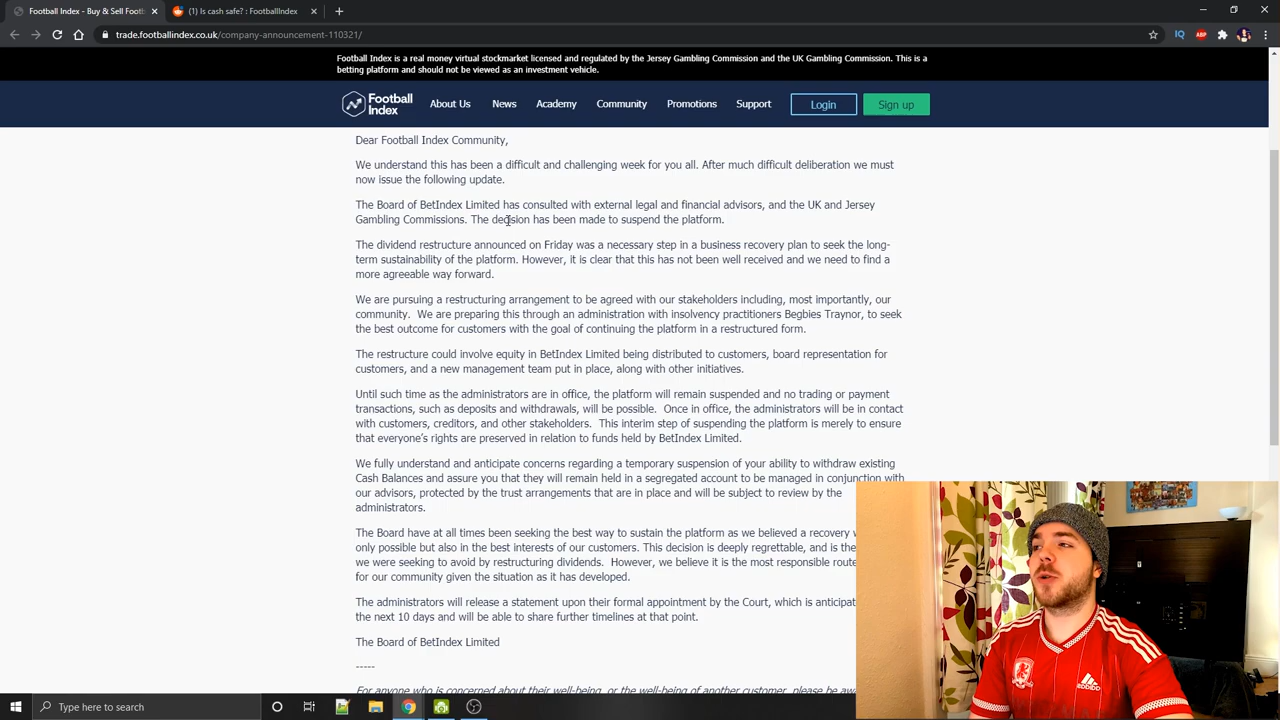 Football Index - Buy & Sell Footb
(1) Is cash safe? : FootballIndex
trade.footballindex.co.uk/company-announcement-110321/
Football Index is a real money virtual stockmarket licensed and regulated by the Jersey Gambling Commission and the UK Gambling Commission. This is a
betting platform and should not be viewed as an investment vehicle.
Football Index
About Us
News
Academy
Community
Promotions
Support
Login
Sign up
Dear Football Index Community,
We understand this has been a difficult and challenging week for you all. After much difficult deliberation we must
now issue the following update.
The Board of BetIndex Limited has consulted with external legal and financial advisors, and the UK and Jersey
Gambling Commissions. The decision has been made to suspend the platform.
The dividend restructure announced on Friday was a necessary step in a business recovery plan to seek the long-
term sustainability of the platform. However, it is clear that this has not been well received and we need to find a
more agreeable way forward.
We are pursuing a restructuring arrangement to be agreed with our stakeholders including, most importantly, our
community. We are preparing this through an administration with insolvency practitioners Begbies Traynor, to seek
the best outcome for customers with the goal of continuing the platform in a restructured form.
The restructure could involve equity in BetIndex Limited being distributed to customers, board representation for
customers, and a new management team put in place, along with other initiatives.
Until such time as the administrators are in office, the platform will remain suspended and no trading or payment
transactions, such as deposits and withdrawals, will be possible. Once in office, the administrators will be in contact
with customers, creditors, and other stakeholders. This interim step of suspending the platform is merely to ensure
that everyone's rights are preserved in relation to funds held by BetIndex Limited.
We fully understand and anticipate concerns regarding a temporary suspension of your ability to withdraw existing
Cash Balances and assure you that they will remain held in a segregated account to be managed in conjunction with
our advisors, protected by the trust arrangements that are in place and will be subject to review by the
administrators.
The Board have at all times been seeking the best way to sustain the platform as we believed a recovery w
only possible but also in the best interests of our customers. This decision is deeply regrettable, and is the
we were seeking to avoid by restructuring dividends. However, we believe it is the most responsible route
for our community given the situation as it has developed.
The administrators will release a statement upon their formal appointment by the Court, which is anticipat
the next 10 days and will be able to share further timelines at that point.
The Board of BetIndex Limited
-----
For anyone who is concerned about their well-being, or the well-being of another customer, please be awa
adidas
Type here to search